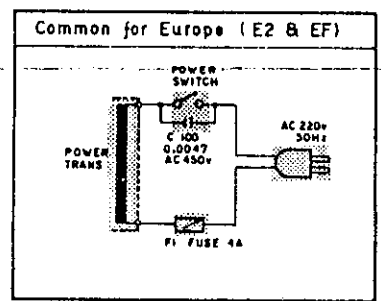 Common for Europe (E2 & EF)
POWER
SWITCH
C 100
0.0047
AC 450v
POWER
TRANS
AC 220v
50Hz
F1 FUSE 4A